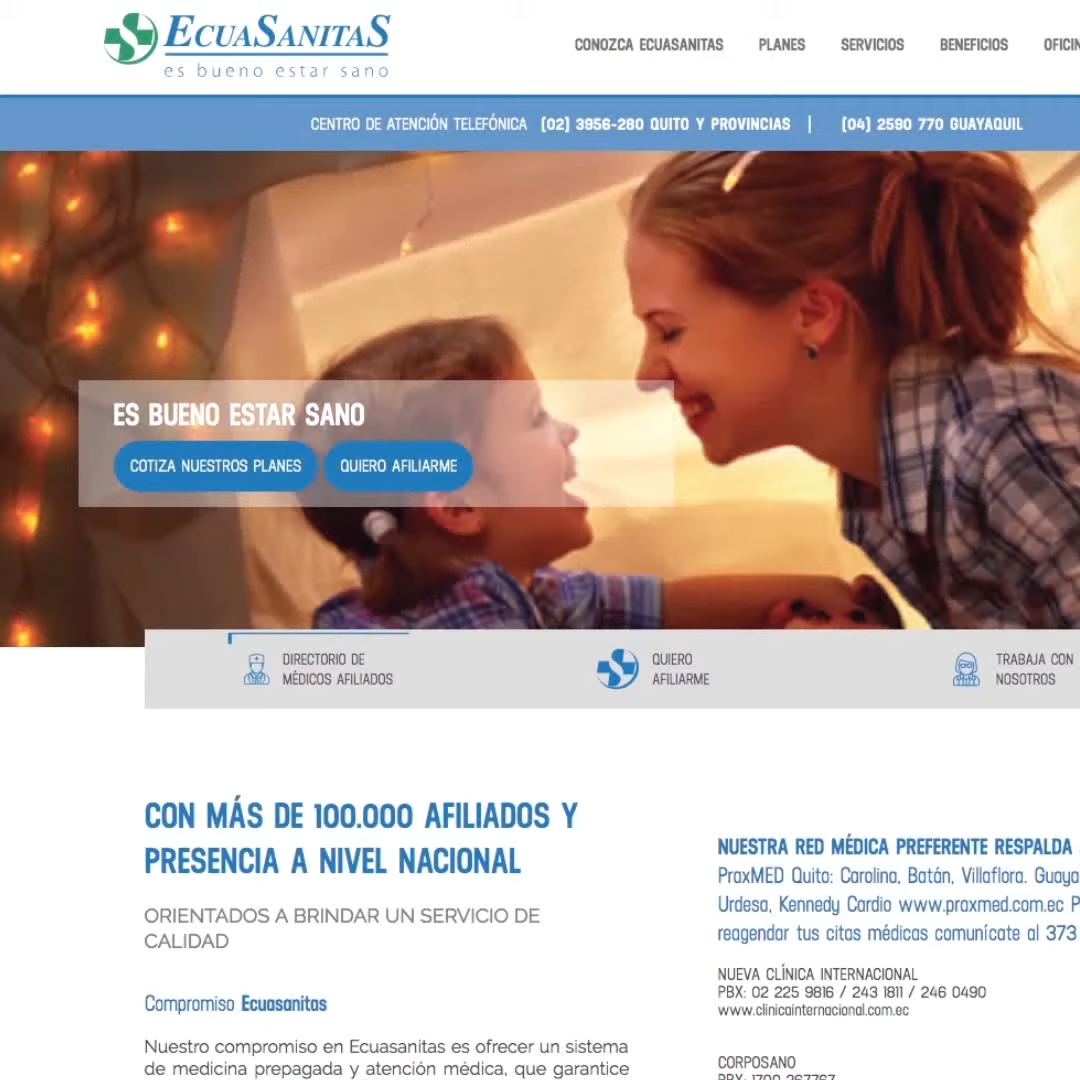 ECUASANITAS
es bueno estar sano
CONOZCA ECUASANITAS PLANES SERVICIOS BENEFICIOS
CENTRO DE ATENCIÓN TELEFÓNICA (02) 3956-280 QUITO Y PROVINCIAS | (04) 2590 770 GUAYAQUIL
ES BUENO ESTAR SANO
COTIZA NUESTROS PLANES QUIERO AFILIARME
DIRECTORIO DE
MÉDICOS AFILIADOS
QUIERO
AFILIARME
TRABAJA CON
NOSOTROS
CON MÁS DE 100.000 AFILIADOS Y
PRESENCIA A NIVEL NACIONAL
ORIENTADOS A BRINDAR UN SERVICIO DE
CALIDAD
Compromiso Ecuasanitas
Nuestro compromiso en Ecuasanitas es ofrecer un sistema
de medicina prepagada y atención médica, que garantice
NUESTRA RED MÉDICA PREFERENTE RESPALDA
PraxMED Quito: Carolina, Batán, Villaflora. Guaya
Urdesa, Kennedy Cardio www.praxmed.com.ec P
reagendar tus citas médicas comunícate al 373
NUEVA CLÍNICA INTERNACIONAL
PBX: 02 225 9816 / 243 1811 / 246 0490
www.clinicainternacional.com.ec
CORPOSANO
PBX: 1700 267767